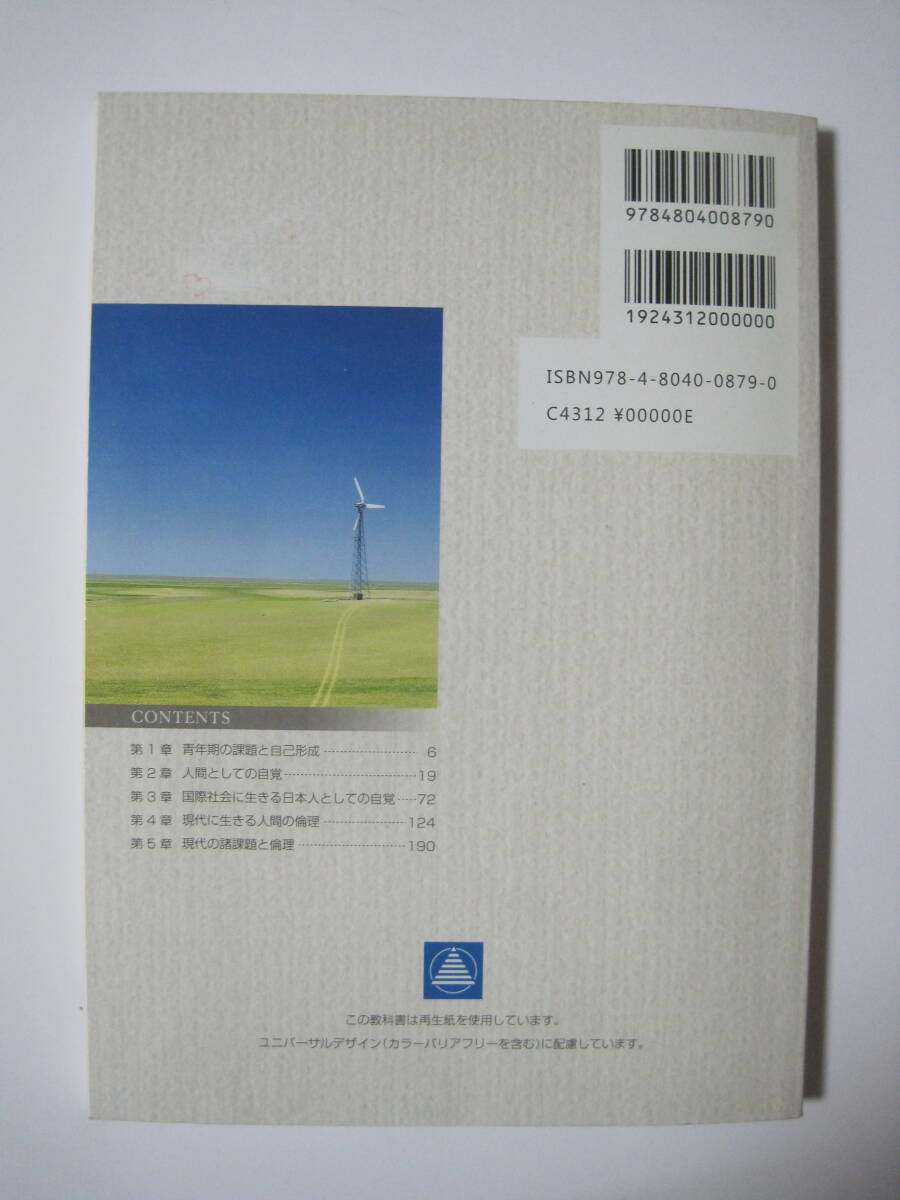 9784804008790
1924312000000
ISBN978-4-8040-0879-0
C4312 ¥00000E
CONTENTS
第1章 青年期の課題と自己形成 ---------------------- 6
第2章 人間としての自覚 ------------------------------- 19
第3章 国際社会に生きる日本人としての自覚 ----- 72
第4章 現代に生きる人間の倫理 ------------------- 124
第5章 現代の諸課題と倫理 ------------------------- 190
この教科書は再生紙を使用しています。
ユニバーサルデザイン(カラーバリアフリーを含む)に配慮しています。